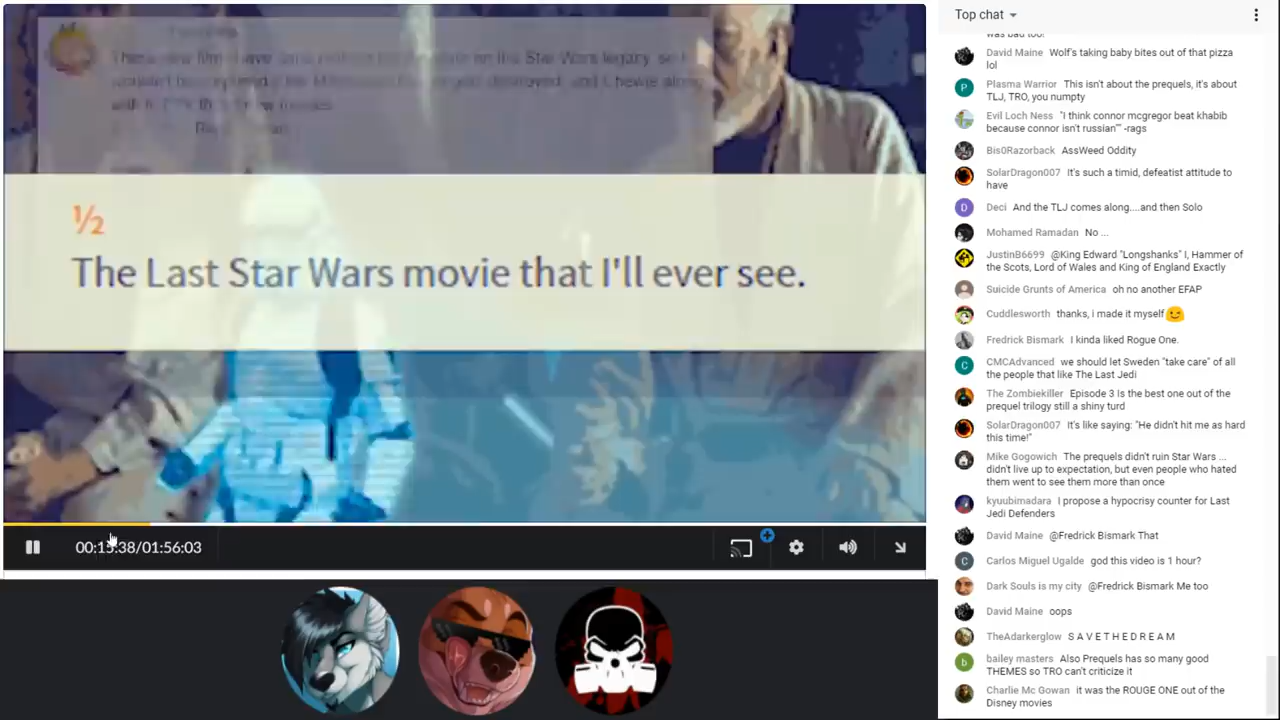 ½
The Last Star Wars movie that I'll ever see.
00:15:38/01:56:03
Top chat
was bad too!
David Maine Wolf's taking baby bites out of that pizza
lol
Plasma Warrior This isn't about the prequels, it's about
TLJ, TRO, you numpty
Evil Loch Ness "I think connor mcgregor beat khabib
because connor isn't russian"" -rags
Bis0Razorback AssWeed Oddity
SolarDragon007 It's such a timid, defeatist attitude to
have
Deci And the TLJ comes along....and then Solo
Mohamed Ramadan No ...
JustinB6699 @King Edward "Longshanks" I, Hammer of
the Scots, Lord of Wales and King of England Exactly
Suicide Grunts of America oh no another EFAP
Cuddlesworth thanks, i made it myself😉
Fredrick Bismark I kinda liked Rogue One.
CMCAdvanced we should let Sweden "take care" of all
the people that like The Last Jedi
The Zombiekiller Episode 3 Is the best one out of the
prequel trilogy still a shiny turd
SolarDragon007 It's like saying: "He didn't hit me as hard
this time!"
Mike Gogowich The prequels didn't ruin Star Wars ...
didn't live up to expectation, but even people who hated
them went to see them more than once
kyuubimadara I propose a hypocrisy counter for Last
Jedi Defenders
David Maine @Fredrick Bismark That
Carlos Miguel Ugalde god this video is 1 hour?
Dark Souls is my city @Fredrick Bismark Me too
David Maine oops
TheAdarkerglow S A V E T H E D R E A M
bailey masters Also Prequels has so many good
THEMES so TRO can't criticize it
Charlie Mc Gowan it was the ROUGE ONE out of the
Disney movies